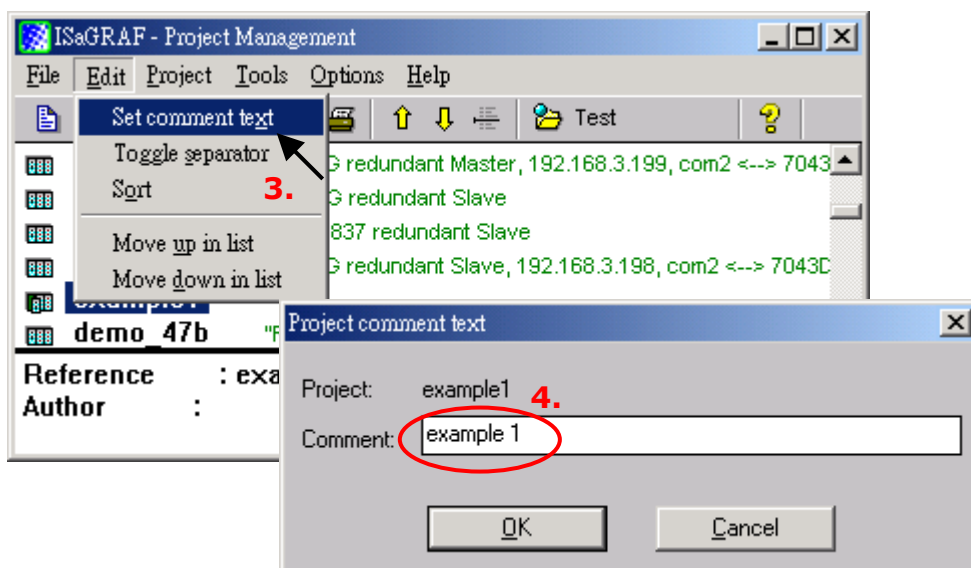 ISaGRAF - Project Management
File Edit Project Tools Options Help
Set comment text
Test
Toggle separator
Sort
3.
Move up in list
Move down in list
G redundant Master, 192.168.3.199, com2 <--> 7043
G redundant Slave
837 redundant Slave
G redundant Slave, 192.168.3.198, com2 <--> 7043D
demo_47b
Reference : exa
Author :
Project comment text
Project: example1
4.
Comment: example 1
OK Cancel